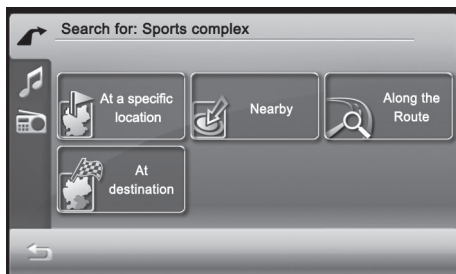 Search for: Sports complex
At a specific
location
Nearby
Along the
Route
At
destination